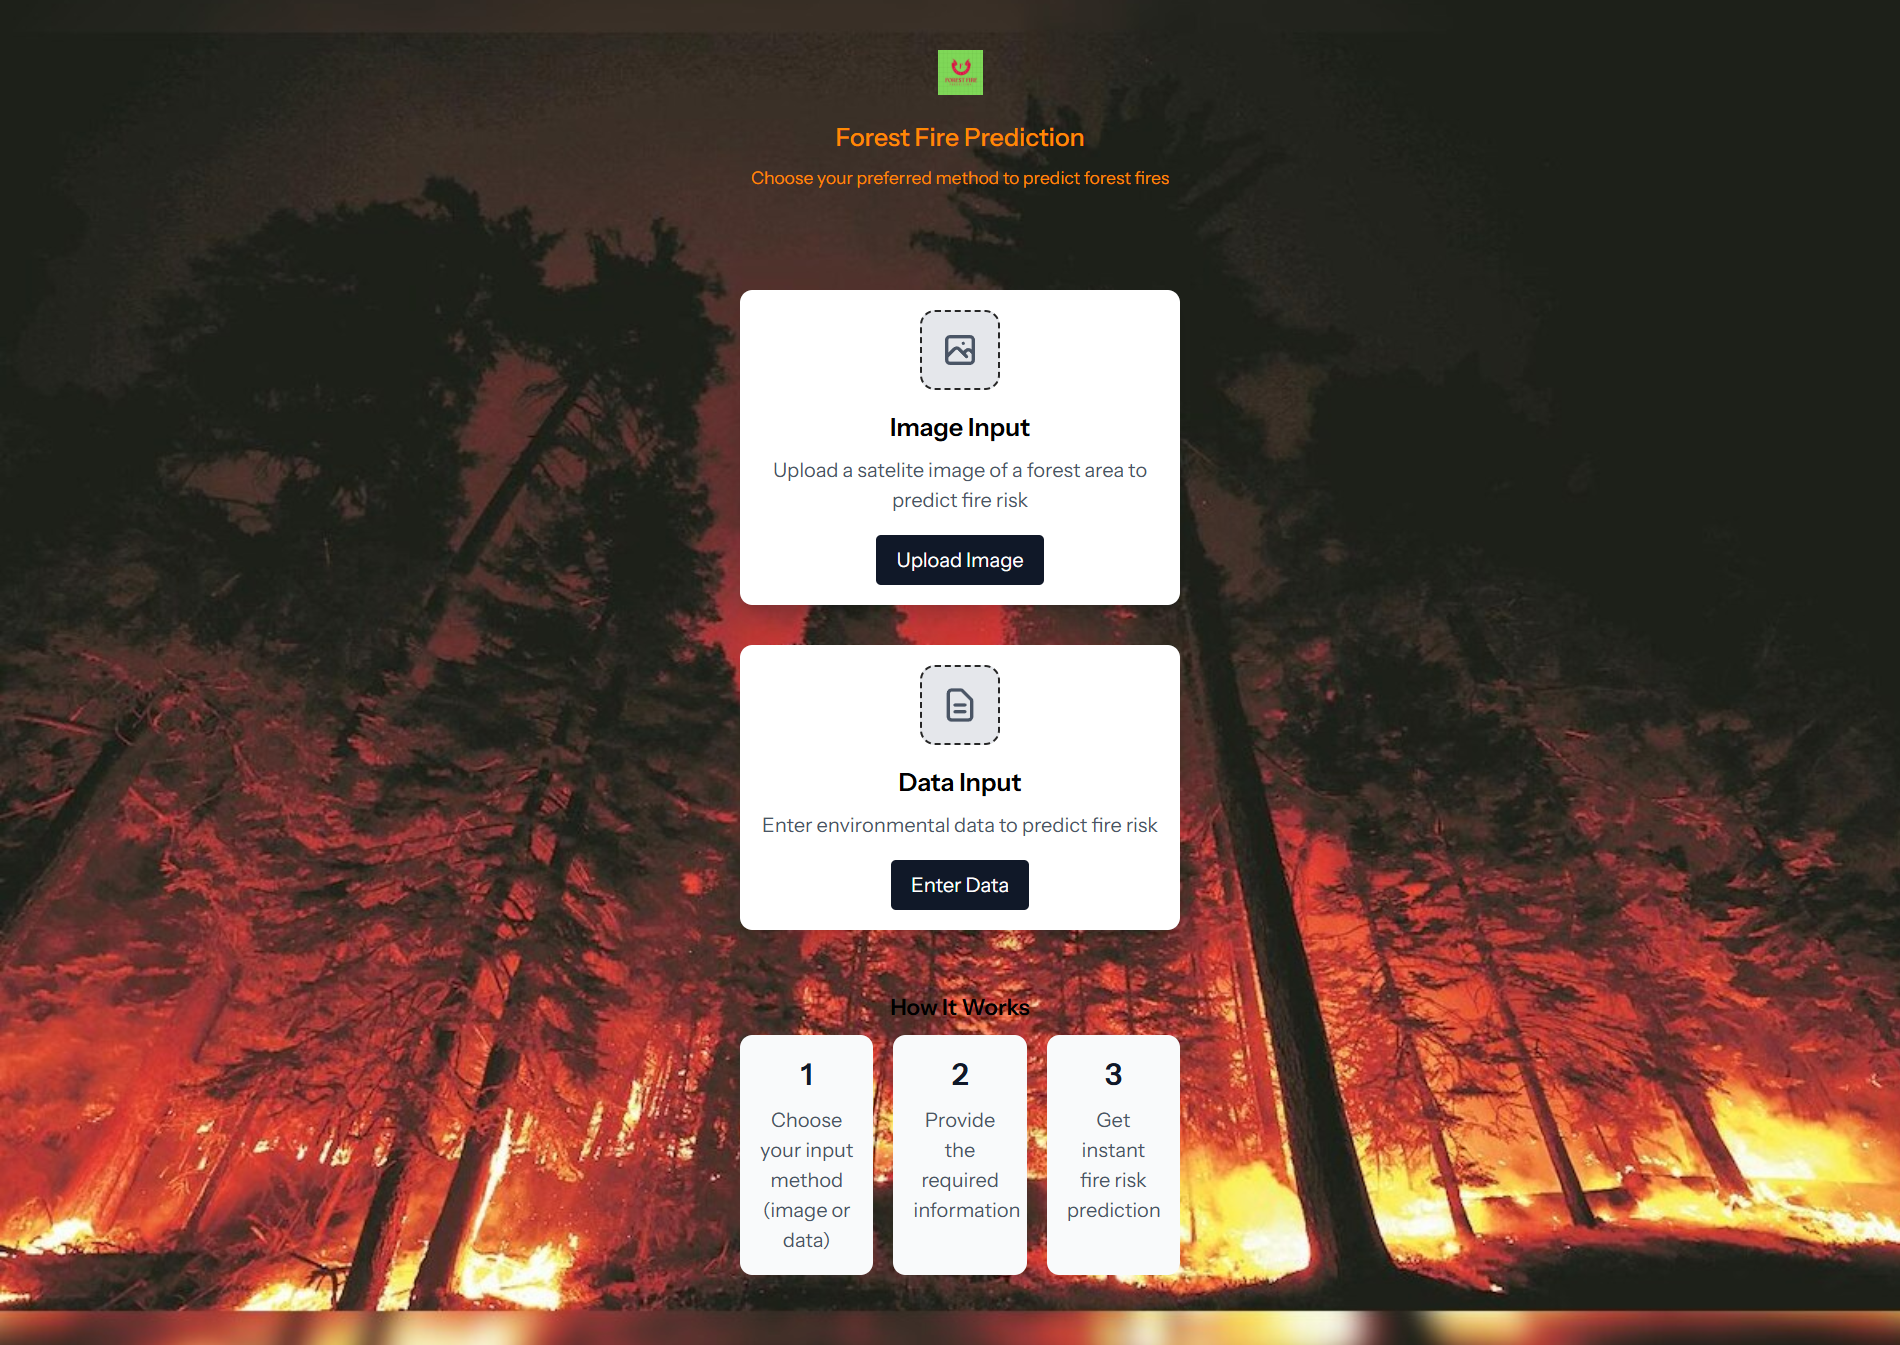 FOREST FIRE
Forest Fire Prediction
Choose your preferred method to predict forest fires
Image Input
Upload a satelite image of a forest area to
predict fire risk
Upload Image
Data Input
Enter environmental data to predict fire risk
Enter Data
How It Works
1
Choose
your input
method
(image or
data)
2
Provide
the
required
information
3
Get
instant
fire risk
prediction